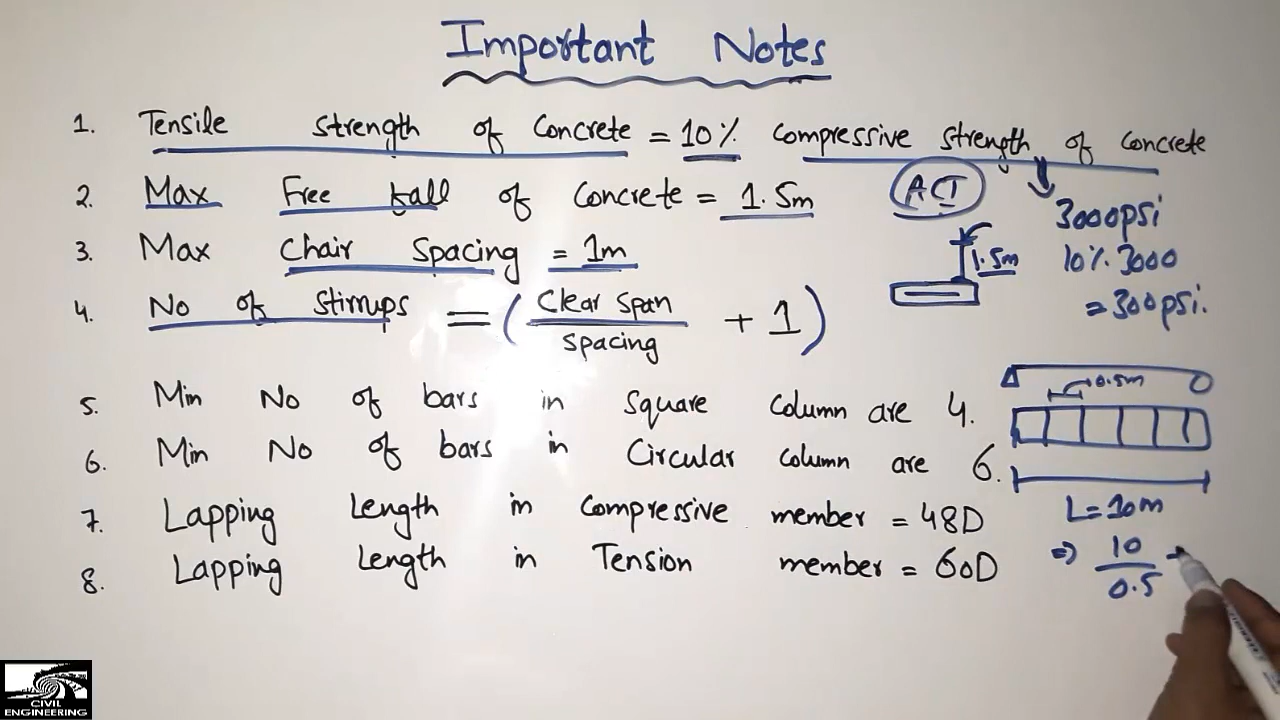 Important Notes
1. Tensile strength of Concrete = 10% Compressive strength of Concrete
2. Max Free fall of Concrete = 1.5m
ACI
3000psi
3. Max Chair Spacing = 1m
1.5m
10% 3000
= 300psi.
4. No of Stirrups = ( Clear Span / Spacing + 1 )
5. Min No of bars in Square Column are 4.
0.5m
6. Min No of bars in Circular Column are 6.
7. Lapping Length in Compressive member = 48D
L = 10m
8. Lapping Length in Tension member = 60D
⇒ 10 / 0.5
CIVIL
ENGINEERING